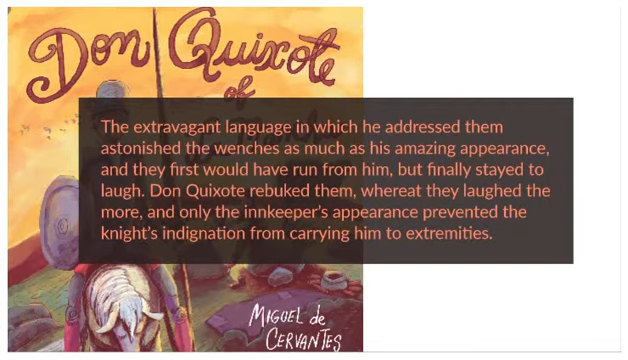 Don Quixote
of
The extravagant language in which he addressed them
astonished the wenches as much as his amazing appearance,
and they first would have run from him, but finally stayed to
laugh. Don Quixote rebuked them, whereat they laughed the
more, and only the innkeeper's appearance prevented the
knight's indignation from carrying him to extremities.
MIGUEL de
CERVANTES